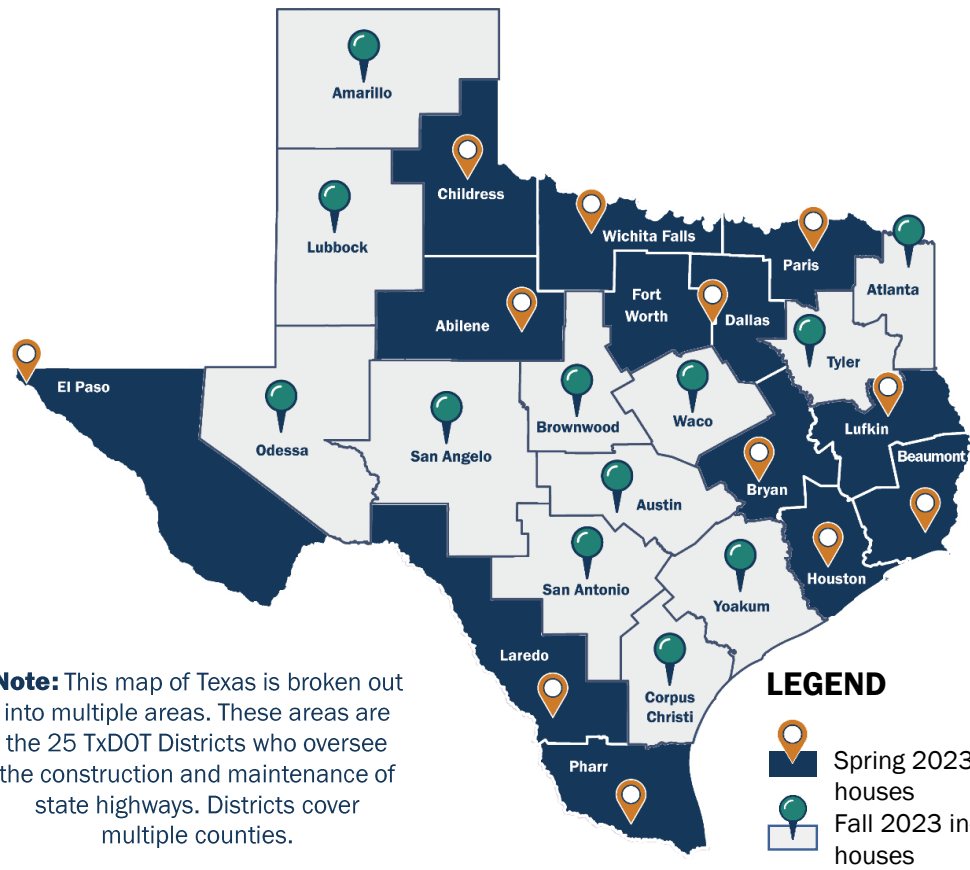 Amarillo
Childress
Wichita Falls
Lubbock
Paris
Atlanta
Fort
Worth
Dallas
Abilene
Tyler
El Paso
Waco
Brownwood
Lufkin
Odessa
San Angelo
Beaumont
Bryan
Austin
Houston
San Antonio
Yoakum
Laredo
Corpus
Christi
Pharr
Note: This map of Texas is broken out
into multiple areas. These areas are
the 25 TxDOT Districts who oversee
the construction and maintenance of
state highways. Districts cover
multiple counties.
LEGEND
Spring 2023
houses
Fall 2023 in
houses